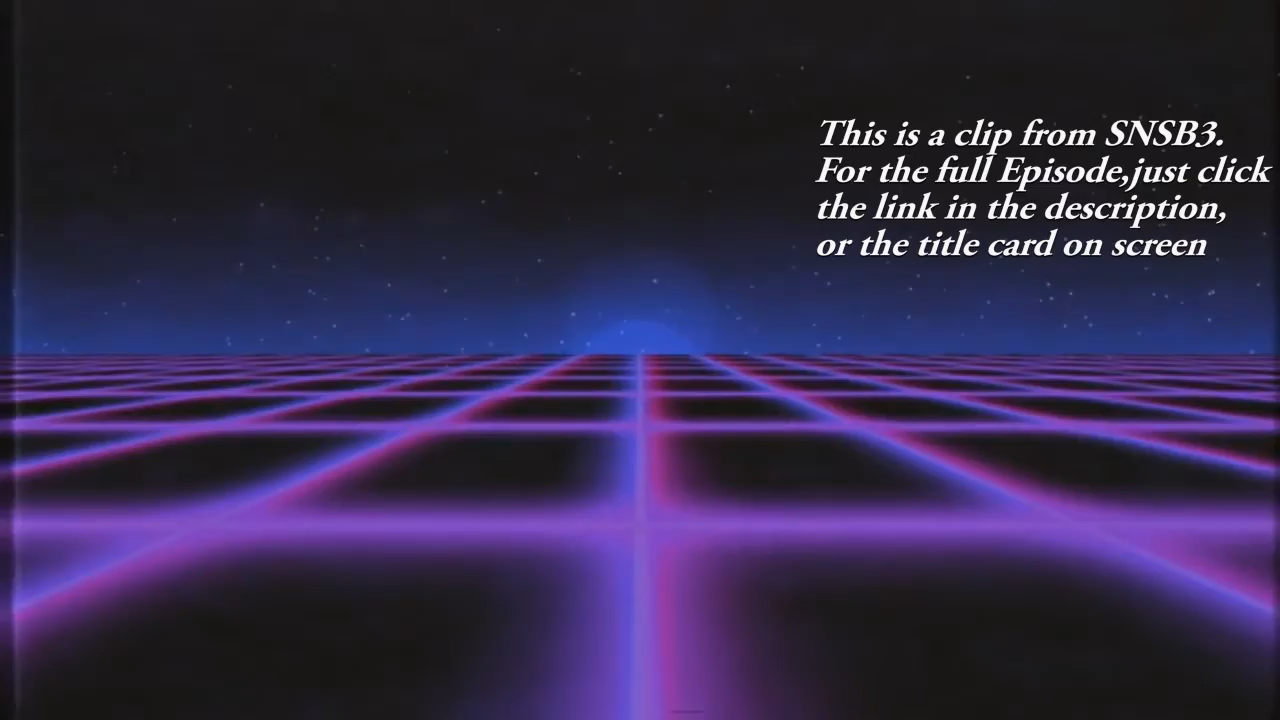 This is a clip from SNSB3.
For the full Episode,just click
the link in the description,
or the title card on screen